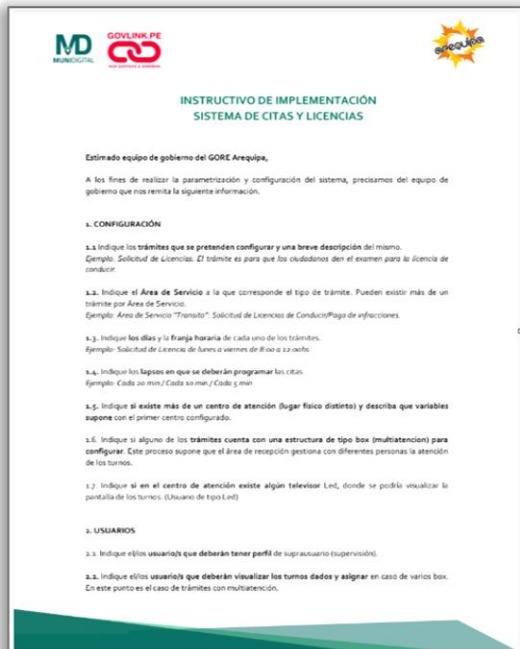 MD
MUNIDIGITAL
GOVLINK.PE
arequipa
INSTRUCTIVO DE IMPLEMENTACIÓN
SISTEMA DE CITAS Y LICENCIAS
Estimado equipo de gobierno del GORE Arequipa,
A los fines de realizar la parametrización y configuración del sistema, precisamos del equipo de
gobierno que nos remita la siguiente información.
1. CONFIGURACIÓN
1.1 Indique los trámites que se pretenden configurar y una breve descripción del mismo.
Ejemplo: Solicitud de Licencias. El trámite es para que los ciudadanos den el examen para la licencia de
conducir.
1.2. Indique el Área de Servicio a la que corresponde el tipo de trámite. Pueden existir más de un
trámite por Área de Servicio.
Ejemplo: Área de Servicio "Transito": Solicitud de Licencias de Conducir/Pago de infracciones.
1.3. Indique los días y la franja horaria de cada uno de los trámites.
Ejemplo: Solicitud de Licencia de lunes a viernes de 8:00 a 12:00hs
1.4. Indique los lapsos en que se deberán programar las citas.
Ejemplo: Cada 20 min / Cada 10 min / Cada 5 min
1.5. Indique si existe más de un centro de atención (lugar físico distinto) y describa que variables
supone con el primer centro configurado.
1.6. Indique si alguno de los trámites cuenta con una estructura de tipo box (multiatencion) para
configurar. Este proceso supone que el área de recepción gestiona con diferentes personas la atención
de los turnos.
1.7. Indique si en el centro de atención existe algún televisor Led, donde se podría visualizar la
pantalla de los turnos. (Usuario de tipo Led)
2. USUARIOS
2.1. Indique el/los usuario/s que deberán tener perfil de suprausuario (supervisión).
2.2. Indique el/los usuario/s que deberán visualizar los turnos dados y asignar en caso de varios box.
En este punto es el caso de trámites con multiatención.